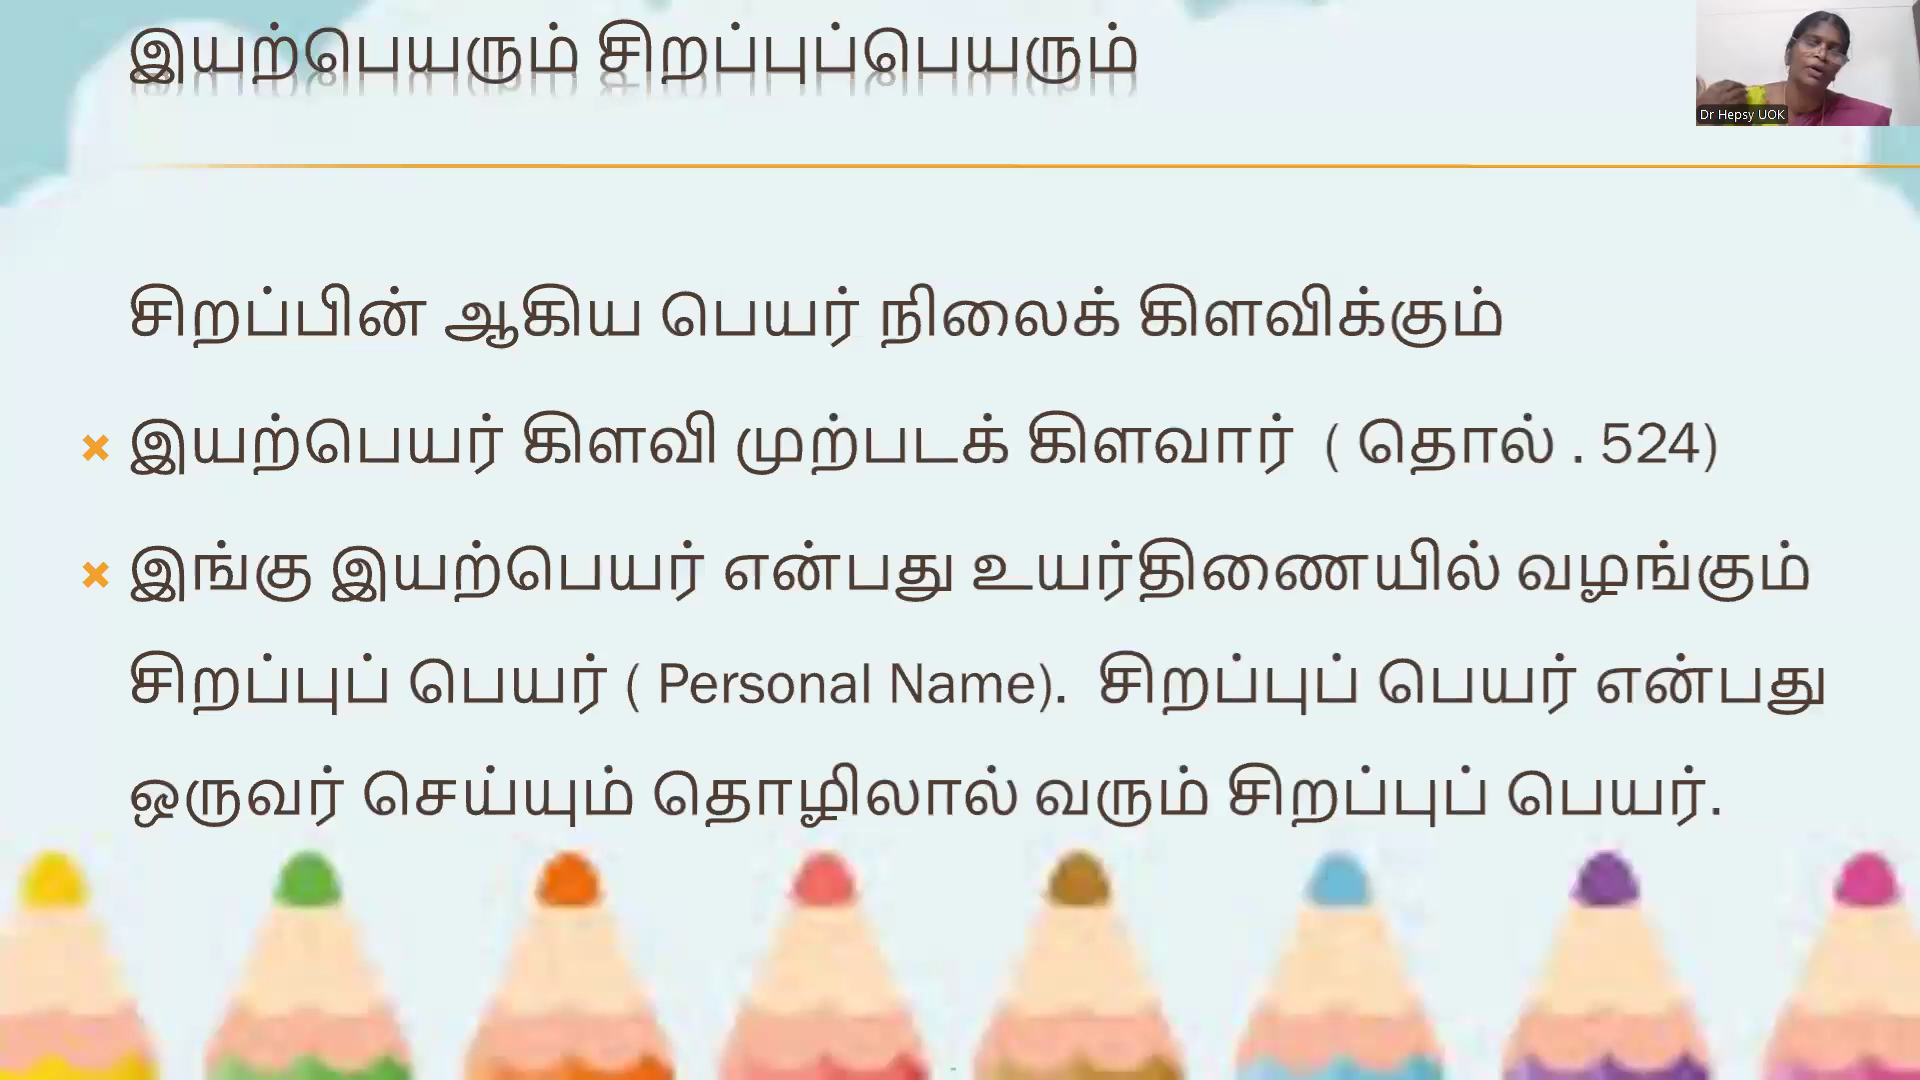 இயற்பெயரும் சிறப்புப்பெயரும்
Dr Hepsy UOK
சிறப்பின் ஆகிய பெயர் நிலைக் கிளவிக்கும்
இயற்பெயர் கிளவி முற்படக் கிளவார் ( தொல் . 524)
இங்கு இயற்பெயர் என்பது உயர்திணையில் வழங்கும்
சிறப்புப் பெயர் ( Personal Name). சிறப்புப் பெயர் என்பது
ஒருவர் செய்யும் தொழிலால் வரும் சிறப்புப் பெயர்.